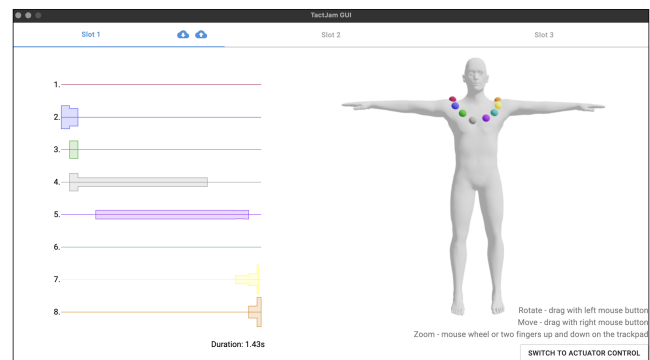 TactJam GUI
Slot 1
Slot 2
Slot 3
1.
2.
3.
4.
5.
6.
7.
8.
Duration: 1.43s
Rotate - drag with left mouse button
Move - drag with right mouse button
Zoom - mouse wheel or two fingers up and down on the trackpad
SWITCH TO ACTUATOR CONTROL